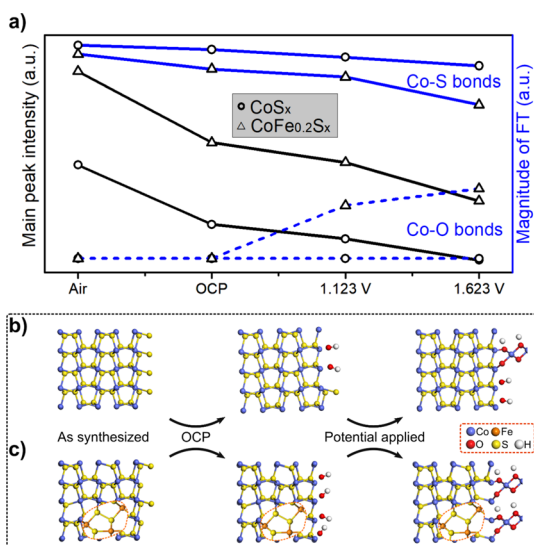 a)
Main peak intensity (a.u.)
Magnitude of FT (a.u.)
CoSx
CoFe0.2Sx
Co-S bonds
Co-O bonds
Air OCP 1.123 V 1.623 V
b)
As synthesized OCP Potential applied
Co Fe
O S H
c)